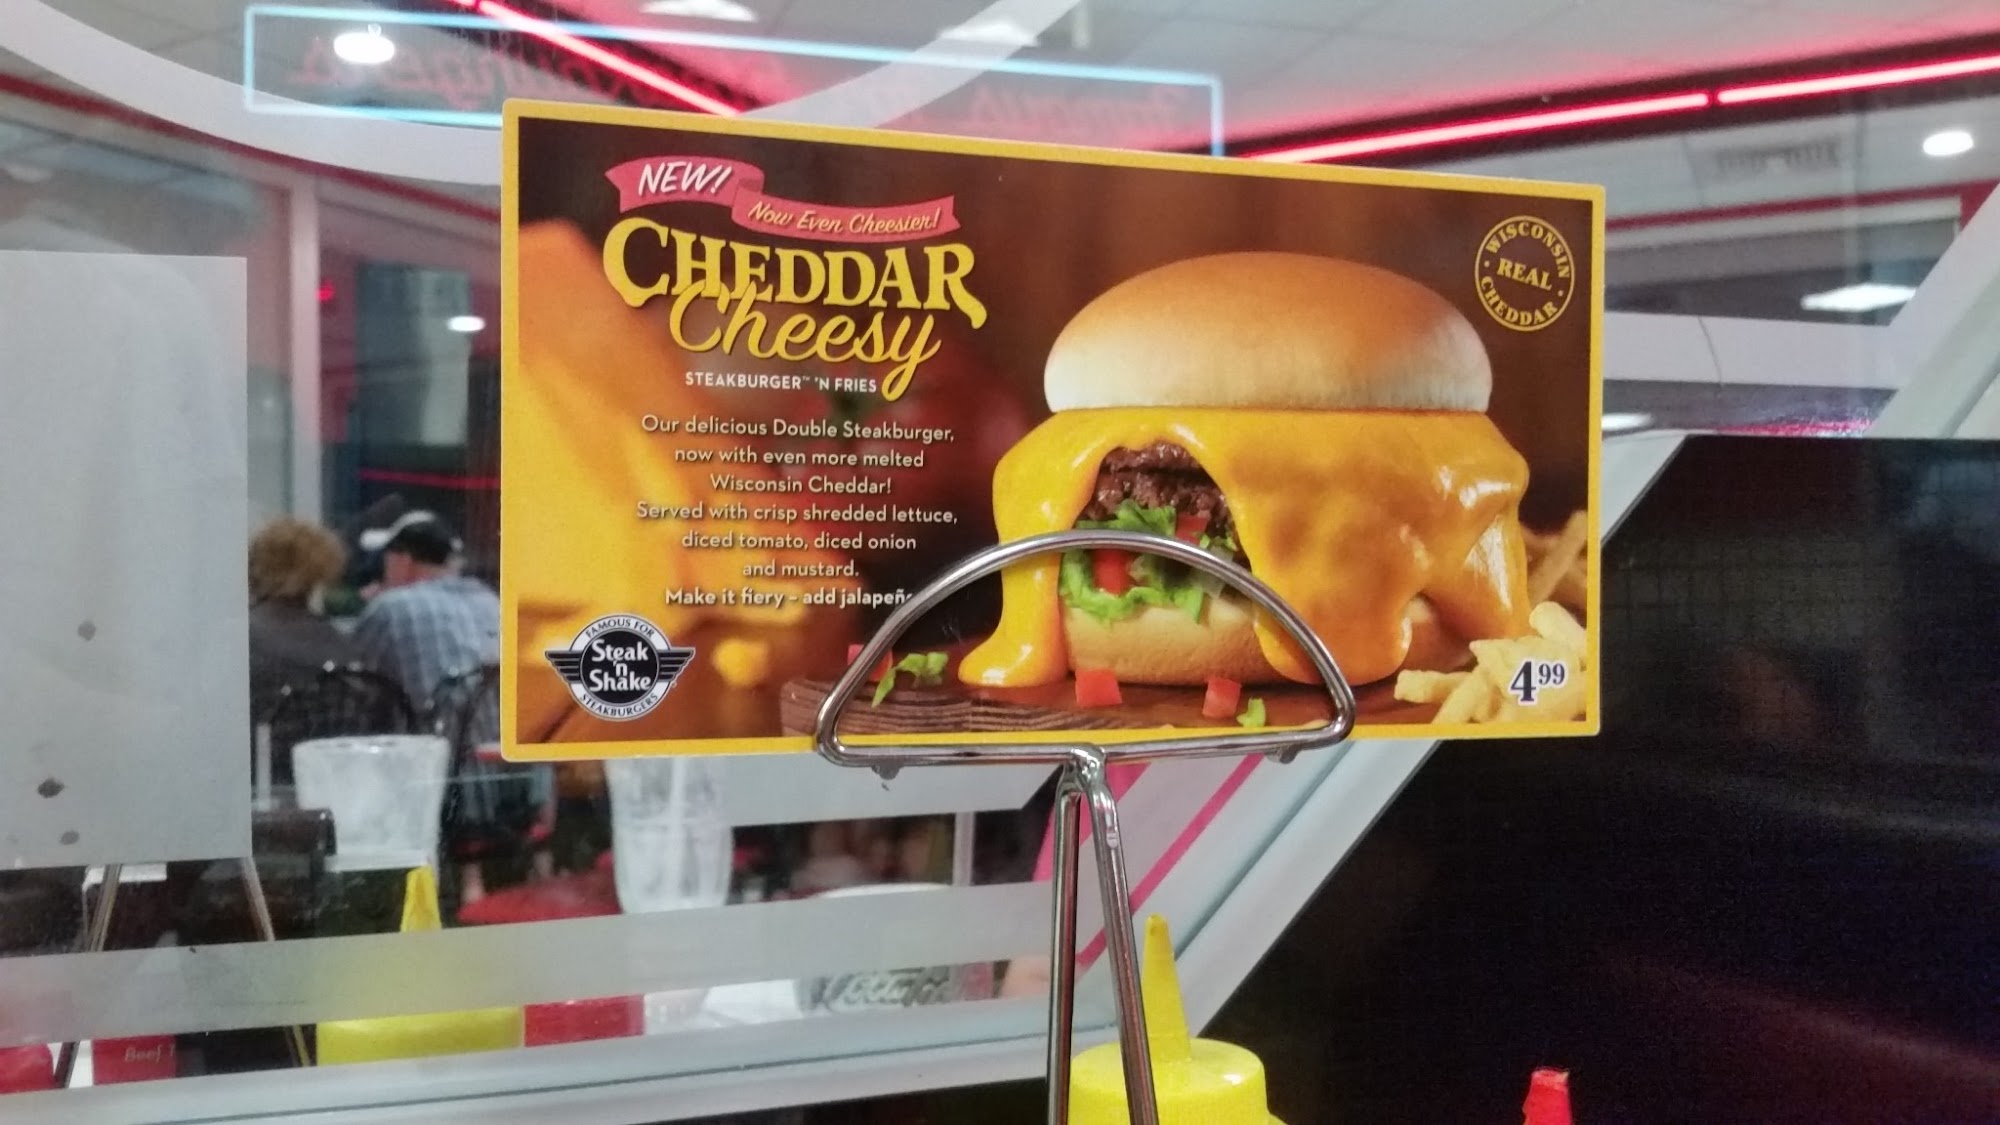 NEW!
Now Even Cheesier!
CHEDDAR
Cheesy
STEAKBURGER™ 'N FRIES
Our delicious Double Steakburger,
now with even more melted
Wisconsin Cheddar!
Served with crisp shredded lettuce,
diced tomato, diced onion
and mustard.
Make it fiery - add
FAMOUS FOR
Steak
'n
Shake
STEAKBURGERS
WISCONSIN
REAL
CHEDDAR
4.99
Beef